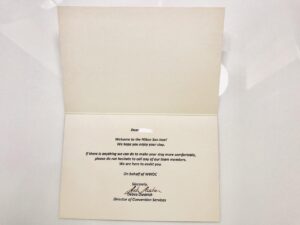 Dear
Welcome to the Hilton San Jose!
We hope you enjoy your stay.
If there is anything we can do to make your stay more comfortable,
please do not hesitate to call any of our team members.
We are here to assist you.
On behalf of WWDC
Sincerely,
Director of Convention Services